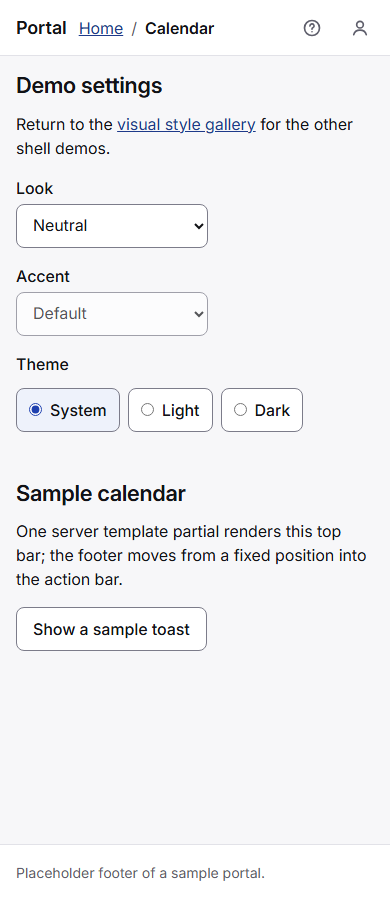 Portal Home / Calendar
Demo settings
Return to the visual style gallery for the other
shell demos.
Look
Neutral
Accent
Default
Theme
System Light Dark
Sample calendar
One server template partial renders this top
bar; the footer moves from a fixed position into
the action bar.
Show a sample toast
Placeholder footer of a sample portal.